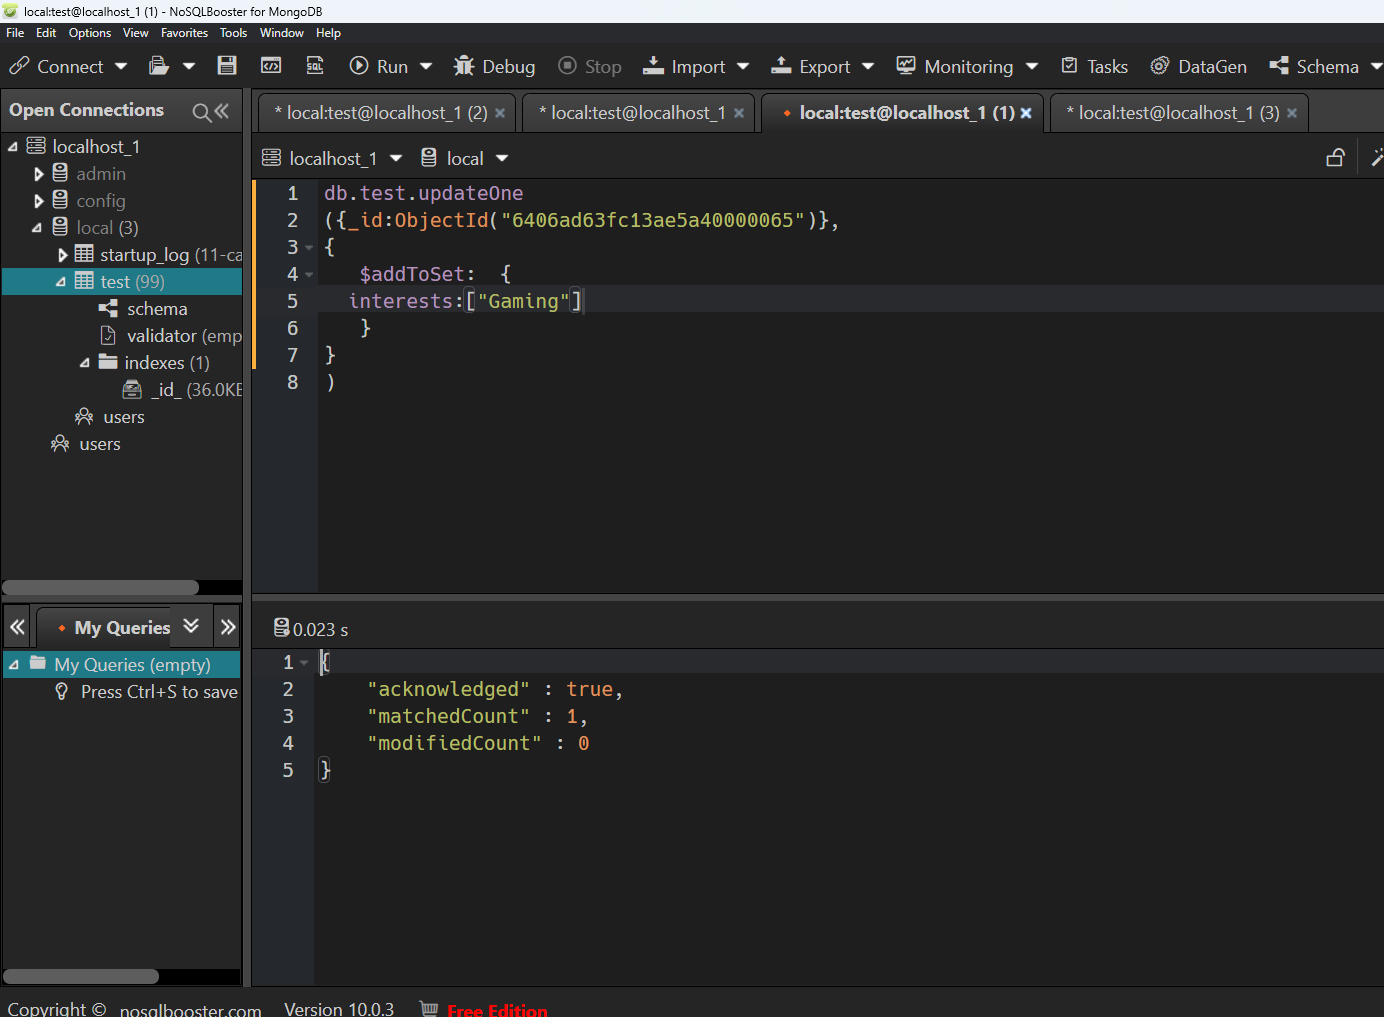 local:test@localhost_1 (1) - NoSQLBooster for MongoDB
File Edit Options View Favorites Tools Window Help
Connect SQL Run Debug Stop Import Export Monitoring Tasks DataGen Schema
Open Connections
* local:test@localhost_1 (2) × * local:test@localhost_1 × local:test@localhost_1 (1) × * local:test@localhost_1 (3) ×
localhost_1
admin
config
local (3)
startup_log (11-ca
test (99)
schema
validator (emp
indexes (1)
_id_ (36.0KE
users
users
localhost_1 local
1 db.test.updateOne
2 ({_id:ObjectId("6406ad63fc13ae5a40000065")},
3 {
4 $addToSet: {
5 interests:["Gaming"]
6 }
7 }
8 )
My Queries
My Queries (empty)
Press Ctrl+S to save
0.023 s
1 {
2 "acknowledged" : true,
3 "matchedCount" : 1,
4 "modifiedCount" : 0
5 }
Copyright © nosqlbooster.com Version 10.0.3 Free Edition